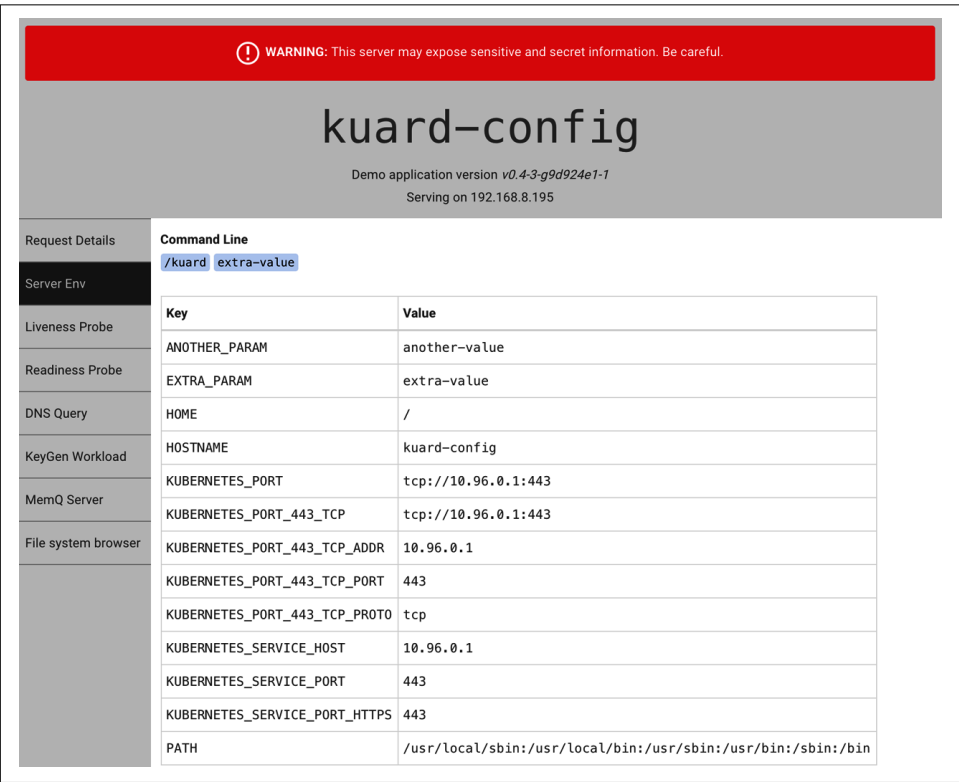 WARNING: This server may expose sensitive and secret information. Be careful.
kuard-config
Demo application version v0.4-3-g9d924e1-1
Serving on 192.168.8.195
Request Details
Server Env
Liveness Probe
Readiness Probe
DNS Query
KeyGen Workload
MemQ Server
File system browser
Command Line
/kuard extra-value
Key Value
ANOTHER_PARAM another-value
EXTRA_PARAM extra-value
HOME /
HOSTNAME kuard-config
KUBERNETES_PORT tcp://10.96.0.1:443
KUBERNETES_PORT_443_TCP tcp://10.96.0.1:443
KUBERNETES_PORT_443_TCP_ADDR 10.96.0.1
KUBERNETES_PORT_443_TCP_PORT 443
KUBERNETES_PORT_443_TCP_PROTO tcp
KUBERNETES_SERVICE_HOST 10.96.0.1
KUBERNETES_SERVICE_PORT 443
KUBERNETES_SERVICE_PORT_HTTPS 443
PATH /usr/local/sbin:/usr/local/bin:/usr/sbin:/usr/bin:/sbin:/bin